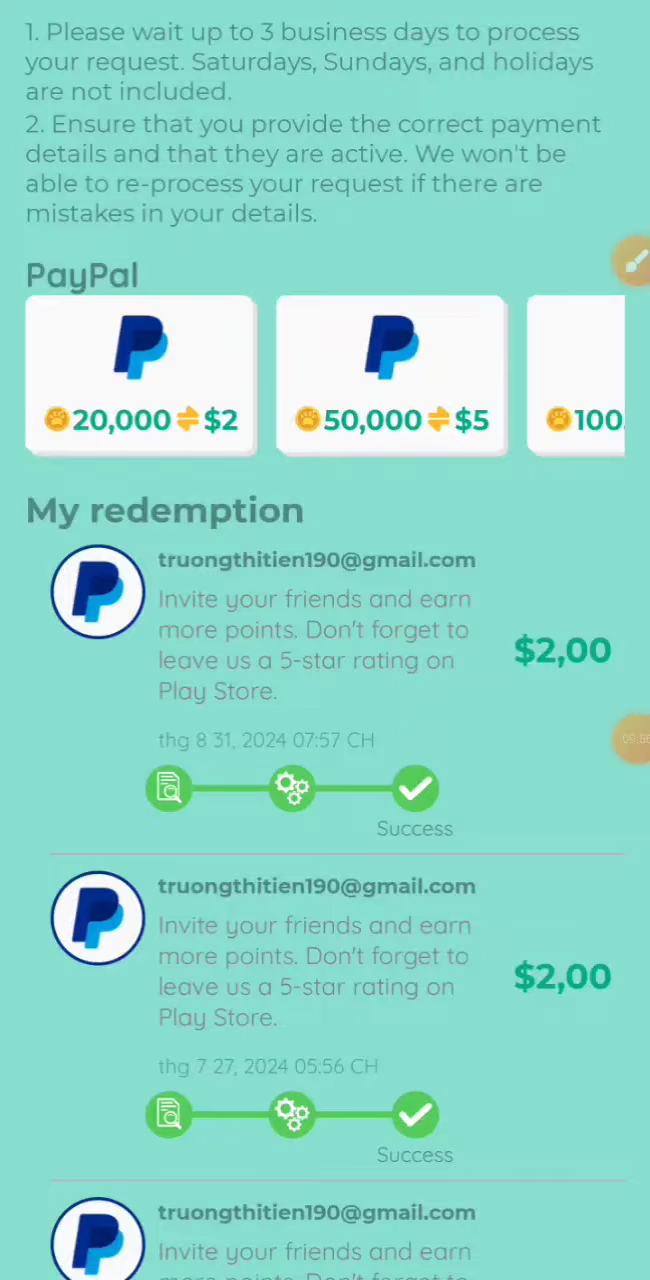 1. Please wait up to 3 business days to process
your request. Saturdays, Sundays, and holidays
are not included.
2. Ensure that you provide the correct payment
details and that they are active. We won't be
able to re-process your request if there are
mistakes in your details.
PayPal
20,000 $2
50,000 $5
100
My redemption
truongthitien190@gmail.com
Invite your friends and earn
more points. Don't forget to
leave us a 5-star rating on
Play Store.
$2,00
thg 8 31, 2024 07:57 CH
Success
truongthitien190@gmail.com
Invite your friends and earn
more points. Don't forget to
leave us a 5-star rating on
Play Store.
$2,00
thg 7 27, 2024 05:56 CH
Success
truongthitien190@gmail.com
Invite your friends and earn
more points. Don't forget to